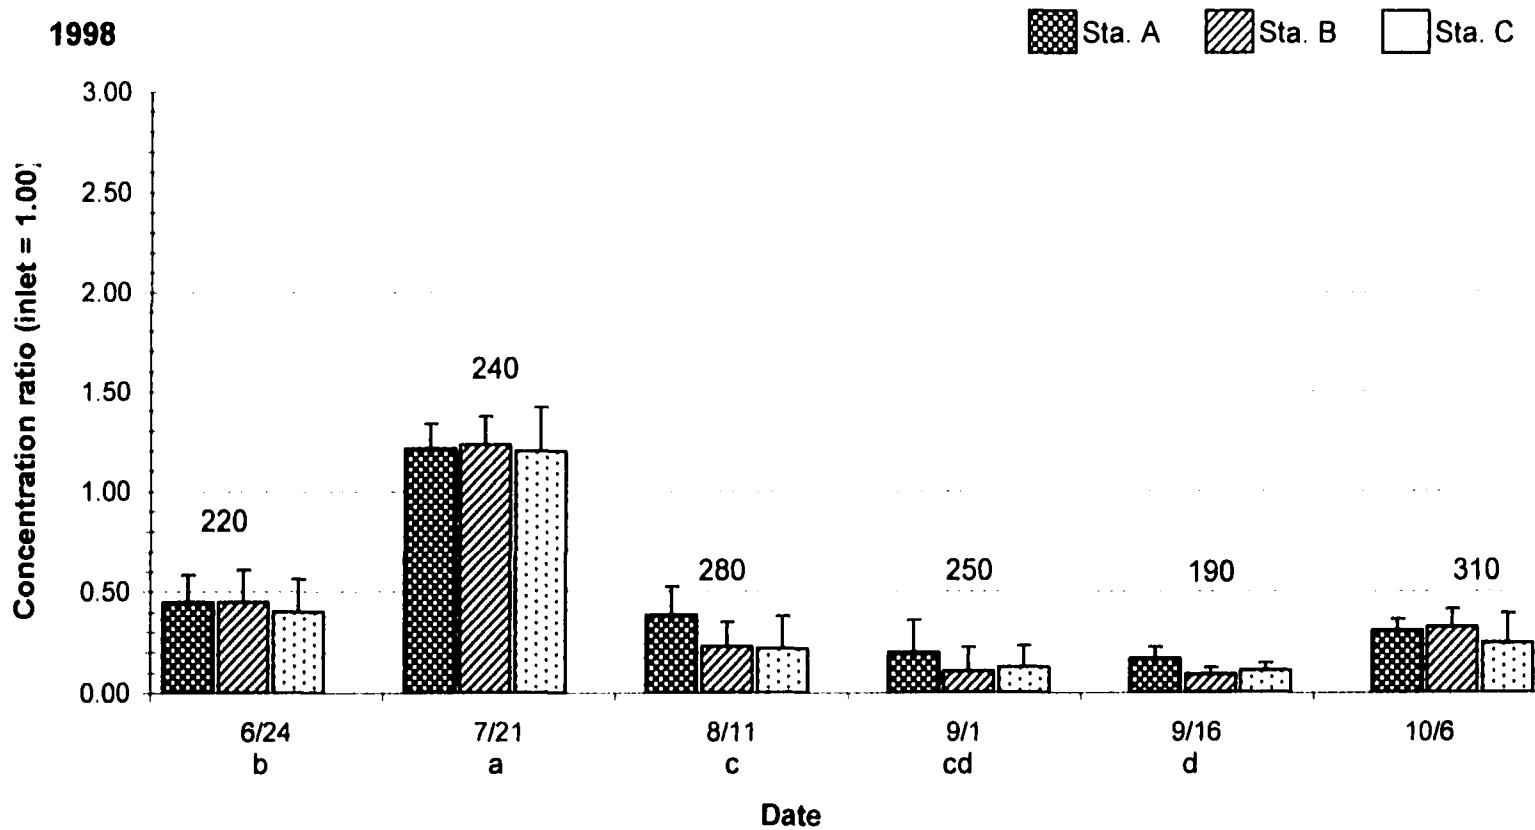 1998
Sta. A Sta. B Sta. C
Concentration ratio (inlet = 1.00)
3.00
2.50
2.00
1.50
1.00
0.50
0.00
220
240
280
250
190
310
6/24 7/21 8/11 9/1 9/16 10/6
b a c cd d
Date